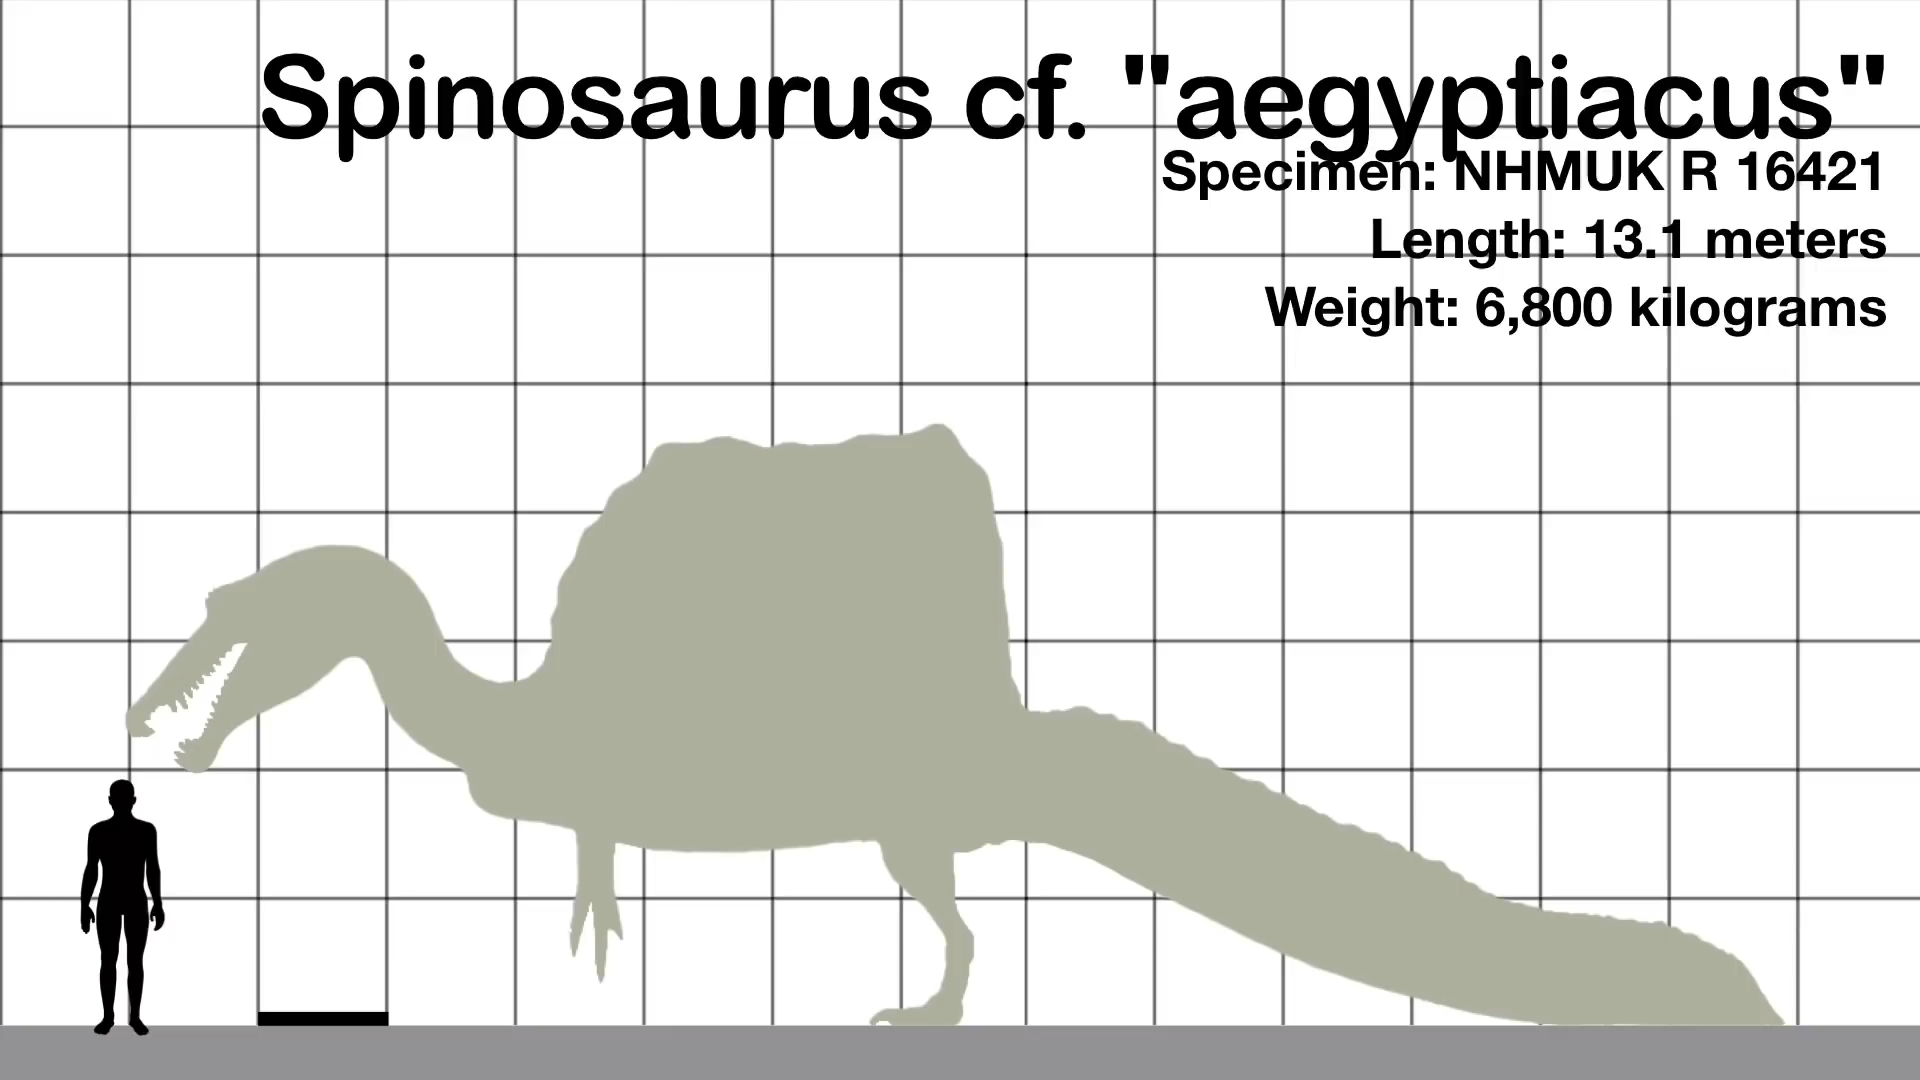 Spinosaurus cf. "aegyptiacus"
Specimen: NHMUK R 16421
Length: 13.1 meters
Weight: 6,800 kilograms